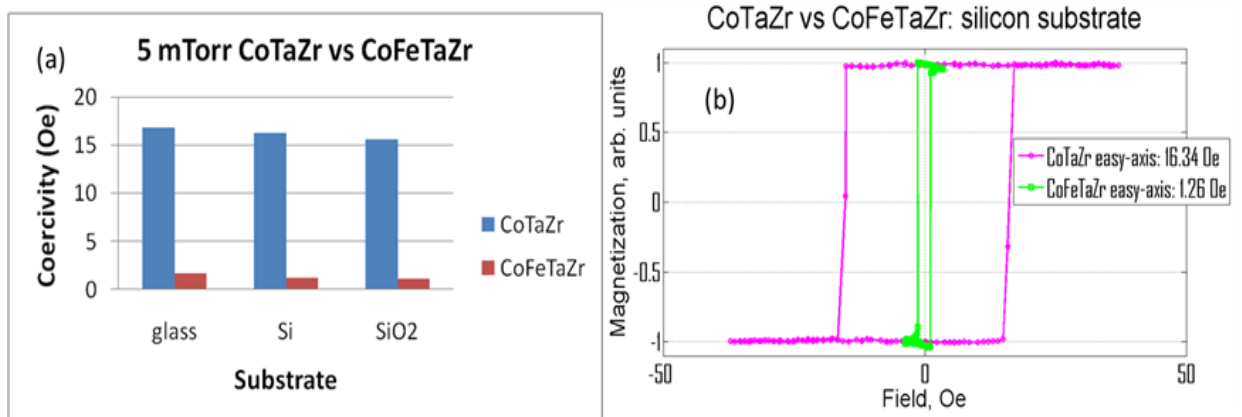 (a)
5 mTorr CoTaZr vs CoFeTaZr
Coercivity (Oe)
20
15
10
5
0
glass Si SiO2
Substrate
CoTaZr
CoFeTaZr
CoTaZr vs CoFeTaZr: silicon substrate
(b)
Magnetization, arb. units
1
0.5
0
-0.5
-1
-50 0 50
Field, Oe
CoTaZr easy-axis: 16.34 Oe
CoFeTaZr easy-axis: 1.26 Oe